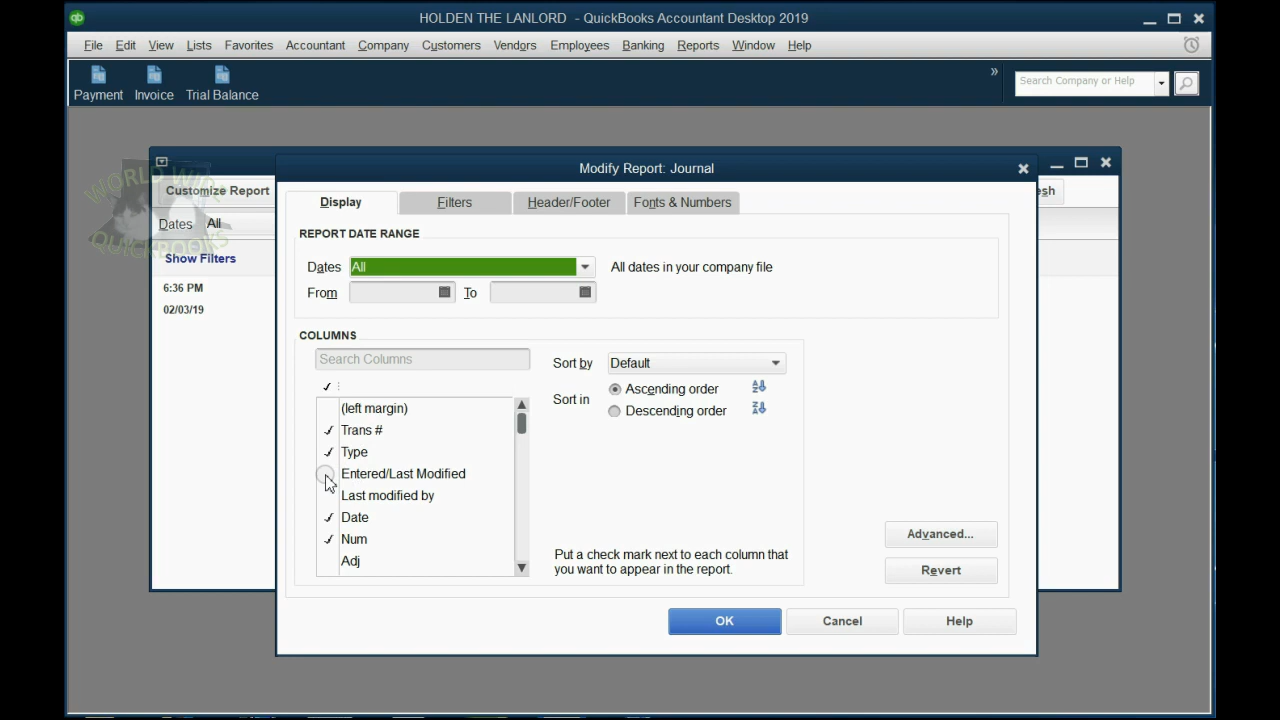 HOLDEN THE LANLORD - QuickBooks Accountant Desktop 2019
File Edit View Lists Favorites Accountant Company Customers Vendors Employees Banking Reports Window Help
Payment Invoice Trial Balance » Search Company or Help
Modify Report: Journal
WORLD WIDE
QUICKBOOKS
Customize Report
esh
Dates All
Show Filters
6:36 PM
02/03/19
Display Filters Header/Footer Fonts & Numbers
REPORT DATE RANGE
Dates All All dates in your company file
From To
COLUMNS
Search Columns
Sort by Default
Sort in Ascending order
Descending order
(left margin)
Trans #
Type
Entered/Last Modified
Last modified by
Date
Num
Adj
Put a check mark next to each column that
you want to appear in the report.
Advanced...
Revert
OK Cancel Help